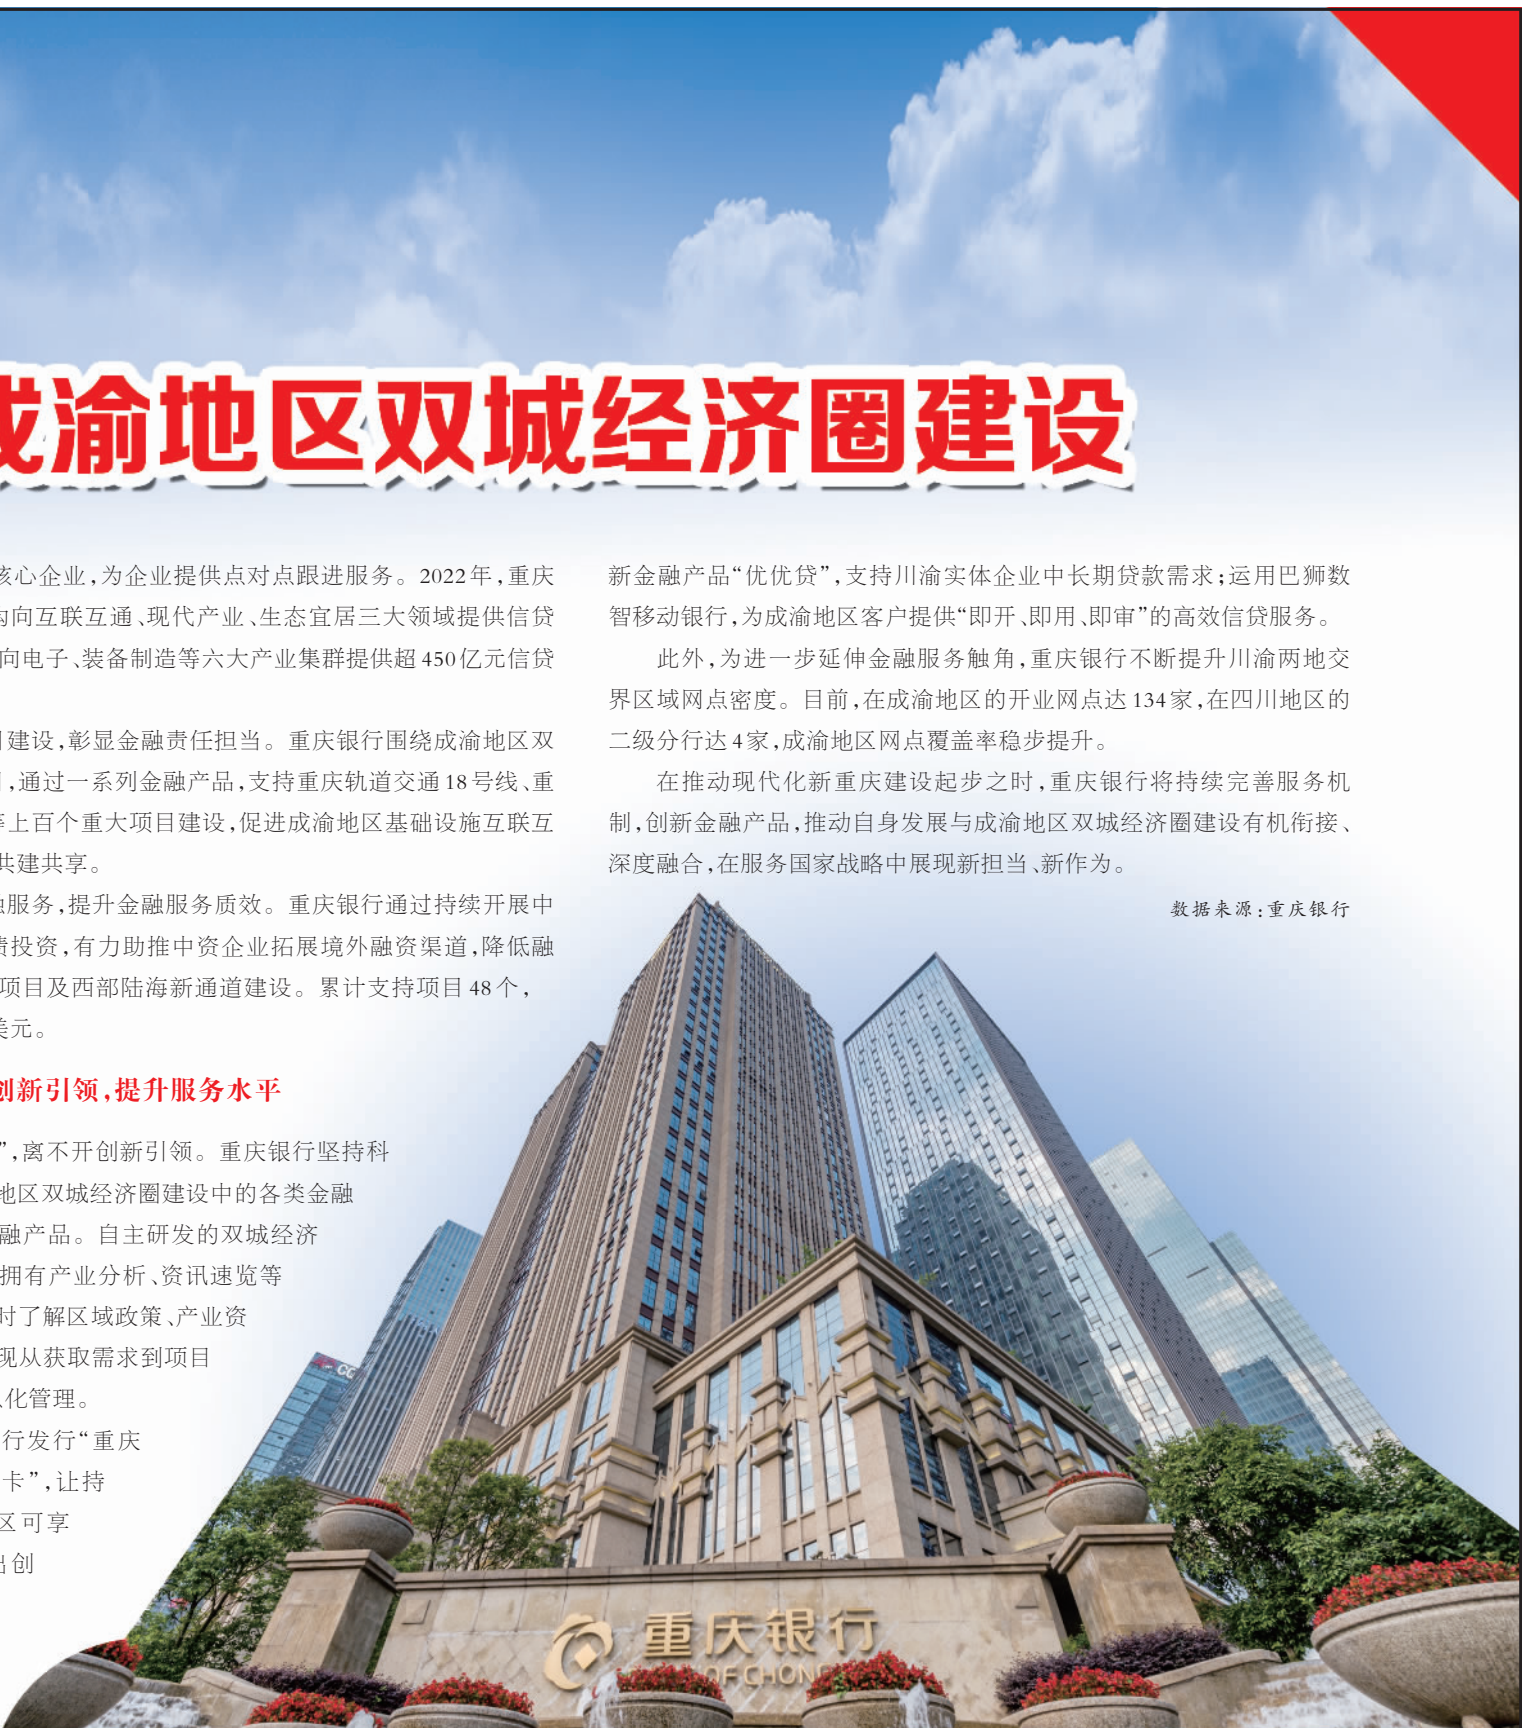 成渝地区双城经济圈建设
核心企业,为企业提供点对点跟进服务。2022年,重庆
构向互联互通、现代产业、生态宜居三大领域提供信贷
向电子、装备制造等六大产业集群提供超450亿元信贷
建设,彰显金融责任担当。重庆银行围绕成渝地区双
,通过一系列金融产品,支持重庆轨道交通18号线、重
等上百个重大项目建设,促进成渝地区基础设施互联互
共建共享。
融服务,提升金融服务质效。重庆银行通过持续开展中
债投资,有力助推中资企业拓展境外融资渠道,降低融
项目及西部陆海新通道建设。累计支持项目48个,
美元。
创新引领,提升服务水平
”,离不开创新引领。重庆银行坚持科
地区双城经济圈建设中的各类金融
融产品。自主研发的双城经济
拥有产业分析、资讯速览等
时了解区域政策、产业资
现从获取需求到项目
化管理。
行发行“重庆
卡”,让持
区可享
出创
新金融产品“优优贷”,支持川渝实体企业中长期贷款需求;运用巴狮数
智移动银行,为成渝地区客户提供“即开、即用、即审”的高效信贷服务。
此外,为进一步延伸金融服务触角,重庆银行不断提升川渝两地交
界区域网点密度。目前,在成渝地区的开业网点达134家,在四川地区的
二级分行达4家,成渝地区网点覆盖率稳步提升。
在推动现代化新重庆建设起步之时,重庆银行将持续完善服务机
制,创新金融产品,推动自身发展与成渝地区双城经济圈建设有机衔接、
深度融合,在服务国家战略中展现新担当、新作为。
数据来源:重庆银行
重庆银行
OF CHON